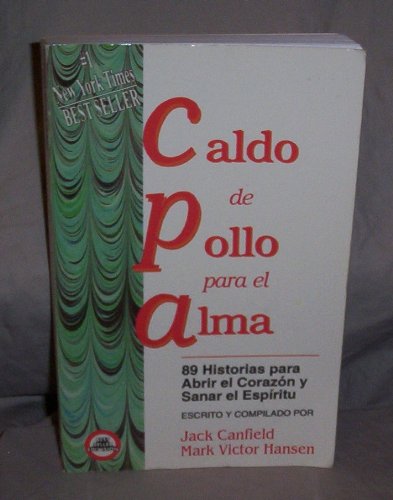 #1
New York Times
BEST SELLER
Caldo
de
pollo
para el
alma
89 Historias para
Abrir el Corazón y
Sanar el Espíritu
ESCRITO Y COMPILADO POR
Jack Canfield
Mark Victor Hansen